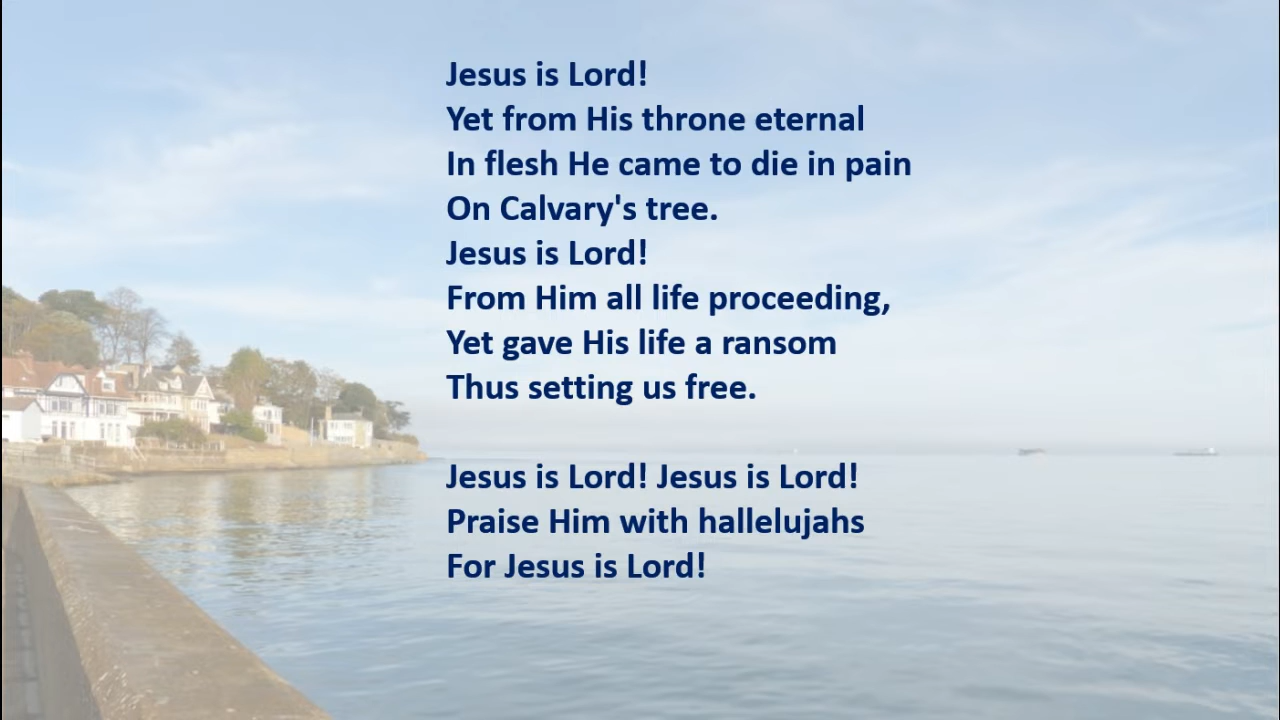 Jesus is Lord!
Yet from His throne eternal
In flesh He came to die in pain
On Calvary's tree.
Jesus is Lord!
From Him all life proceeding,
Yet gave His life a ransom
Thus setting us free.

Jesus is Lord! Jesus is Lord!
Praise Him with hallelujahs
For Jesus is Lord!